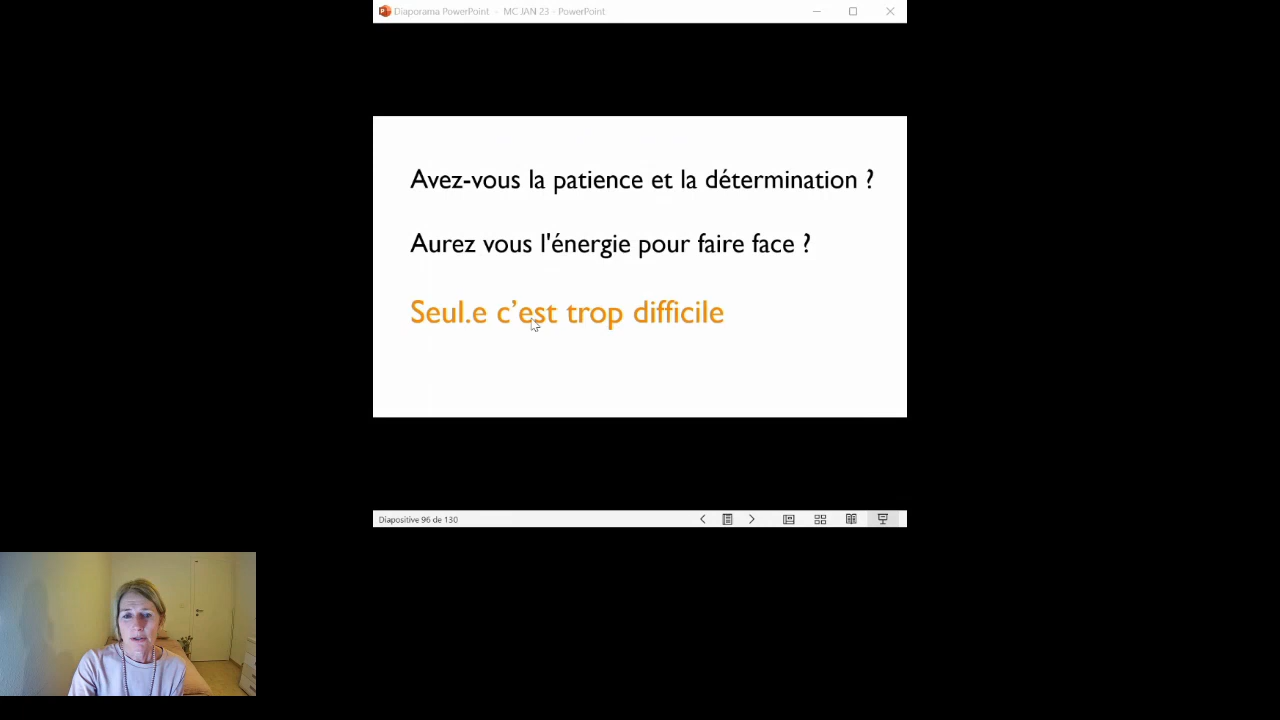 Diaporama PowerPoint - MC JAN 23 - PowerPoint
Avez-vous la patience et la détermination ?
Aurez vous l'énergie pour faire face ?
Seul.e c’est trop difficile
Diapositive 96 de 130